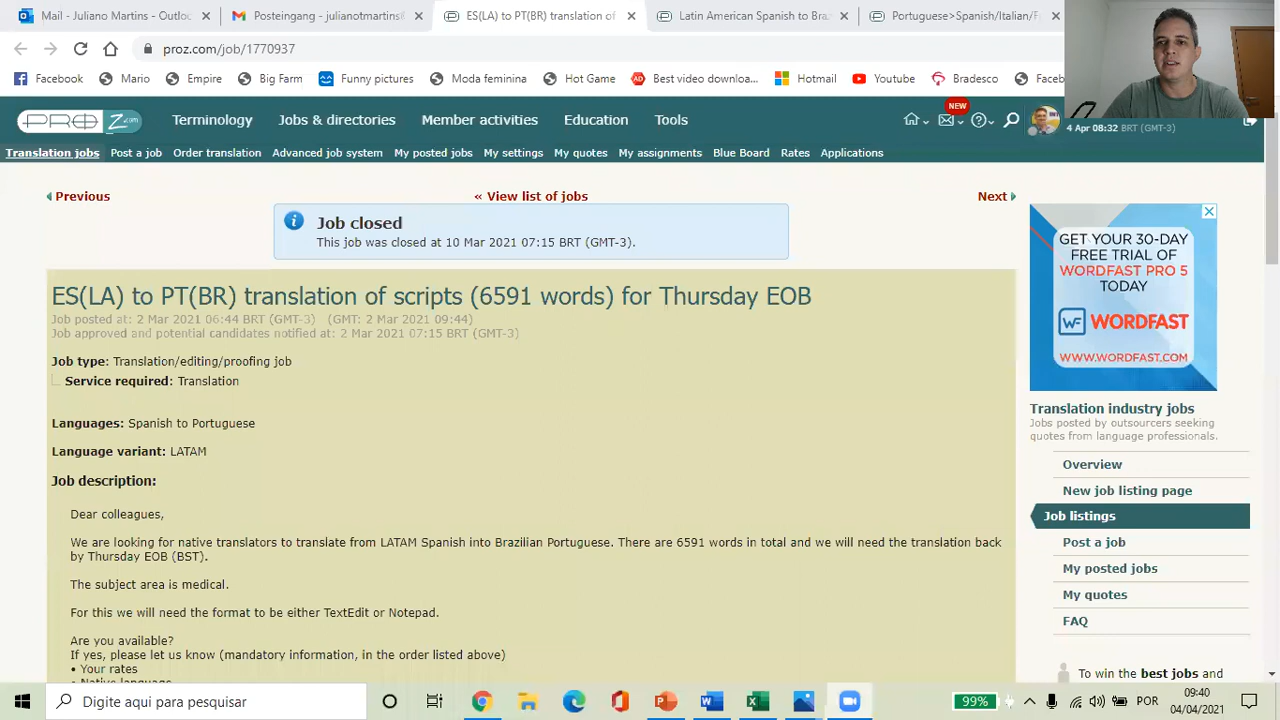 Mail - Juliano Martins - Outloo
Posteingang - julianotmartins@
ES(LA) to PT(BR) translation of
Latin American Spanish to Bra
Portuguese>Spanish/Italian/F
proz.com/job/1770937
Facebook
Mario
Empire
Big Farm
Funny pictures
Moda feminina
Hot Game
Best video downloa...
Hotmail
Youtube
Bradesco
Faceb
PROZ.com
Terminology
Jobs & directories
Member activities
Education
Tools
NEW
4 Apr 08:32 BRT (GMT-3)
Translation jobs
Post a job
Order translation
Advanced job system
My posted jobs
My settings
My quotes
My assignments
Blue Board
Rates
Applications
Previous
« View list of jobs
Next
Job closed
This job was closed at 10 Mar 2021 07:15 BRT (GMT-3).
ES(LA) to PT(BR) translation of scripts (6591 words) for Thursday EOB
Job posted at: 2 Mar 2021 06:44 BRT (GMT-3) (GMT: 2 Mar 2021 09:44)
Job approved and potential candidates notified at: 2 Mar 2021 07:15 BRT (GMT-3)
Job type: Translation/editing/proofing job
Service required: Translation
Languages: Spanish to Portuguese
Language variant: LATAM
Job description:
Dear colleagues,
We are looking for native translators to translate from LATAM Spanish into Brazilian Portuguese. There are 6591 words in total and we will need the translation back
by Thursday EOB (BST).
The subject area is medical.
For this we will need the format to be either TextEdit or Notepad.
Are you available?
If yes, please let us know (mandatory information, in the order listed above)
• Your rates
• Native language
GET YOUR 30-DAY
FREE TRIAL OF
WORDFAST PRO 5
TODAY
WORDFAST
WWW.WORDFAST.COM
Translation industry jobs
Jobs posted by outsourcers seeking
quotes from language professionals.
Overview
New job listing page
Job listings
Post a job
My posted jobs
My quotes
FAQ
To win the best jobs and
Digite aqui para pesquisar
99%
POR
09:40
04/04/2021